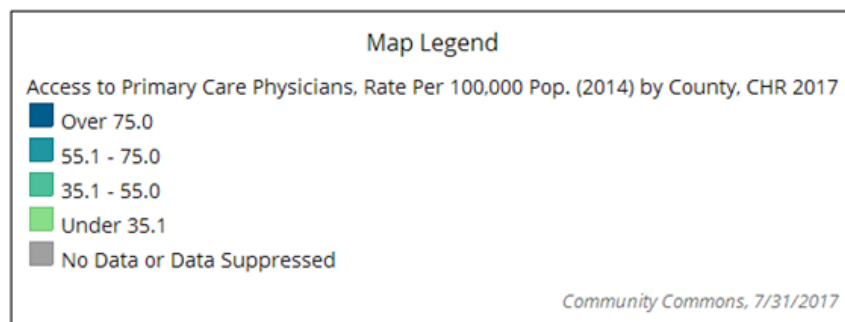 Map Legend
Access to Primary Care Physicians, Rate Per 100,000 Pop. (2014) by County, CHR 2017
Over 75.0
55.1 - 75.0
35.1 - 55.0
Under 35.1
No Data or Data Suppressed
Community Commons, 7/31/2017